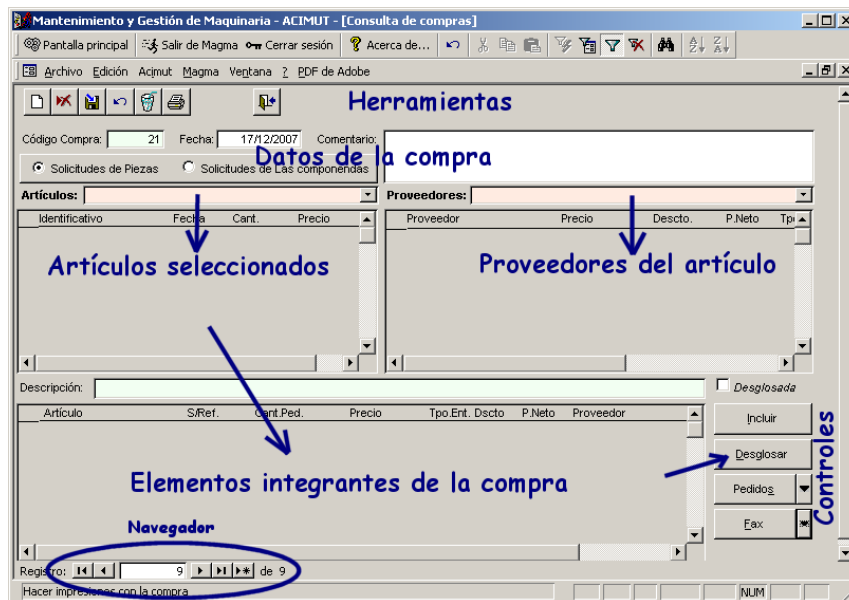 Mantenimiento y Gestión de Maquinaria - ACIMUT - [Consulta de compras]
Pantalla principal Salir de Magma Cerrar sesión Acerca de...
Archivo Edición Acimut Magma Ventana ? PDF de Adobe
Herramientas
Código Compra: 21 Fecha: 17/12/2007 Comentario:
Datos de la compra
Solicitudes de Piezas Solicitudes de Las componendas
Artículos: Proveedores:
Identificativo Fecha Cant. Precio Proveedor Precio Descto. P.Neto
Artículos seleccionados Proveedores del artículo
Descripción: Desglosada
Artículo S/Ref. Cant.Ped. Precio Tpo.Ent. Dscto P.Neto Proveedor
Incluir
Desglosar
Elementos integrantes de la compra
Pedidos
Controles
Navegador
Fax
Registro: 9 de 9
Hacer impresiones con la compra NUM